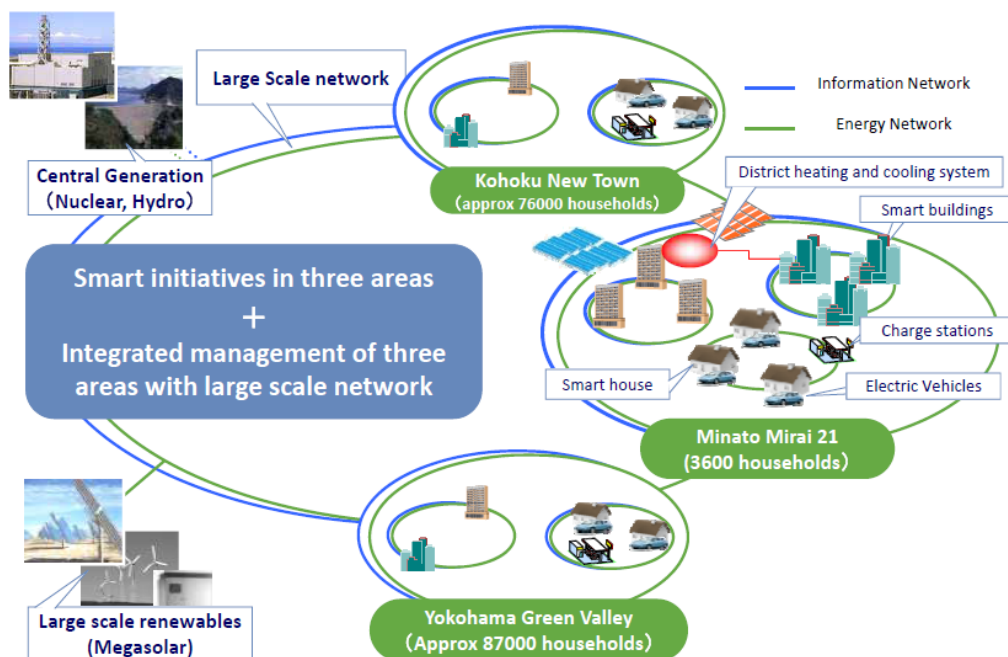 Large Scale network
Information Network
Energy Network
Central Generation
（Nuclear, Hydro）
Kohoku New Town
(approx 76000 households)
District heating and cooling system
Smart buildings
Smart initiatives in three areas
+
Integrated management of three
areas with large scale network
Charge stations
Smart house
Electric Vehicles
Minato Mirai 21
(3600 households）
Large scale renewables
(Megasolar)
Yokohama Green Valley
（Approx 87000 households）